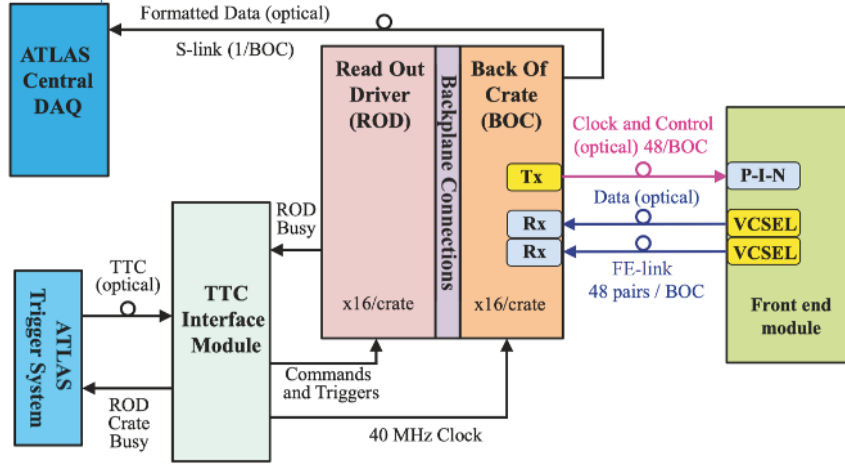 Formatted Data (optical)
S-link (1/BOC)
ATLAS
Central
DAQ
Read Out
Driver
(ROD)
Backplane Connections
Back Of
Crate
(BOC)
Clock and Control
(optical) 48/BOC
Tx
P-I-N
Data (optical)
Rx
VCSEL
Rx
VCSEL
FE-link
48 pairs / BOC
Front end
module
ROD
Busy
x16/crate
x16/crate
TTC
(optical)
TTC
Interface
Module
ATLAS
Trigger System
ROD
Crate
Busy
Commands
and Triggers
40 MHz Clock